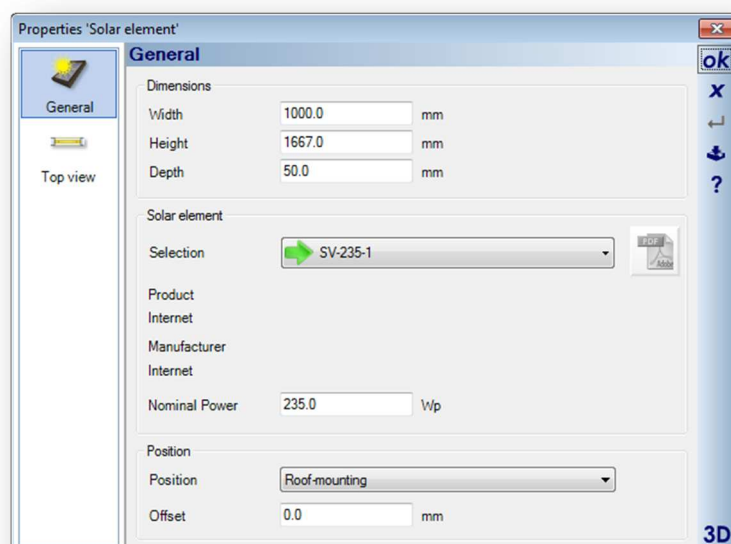 Properties 'Solar element'
General
ok
General
Top view
Dimensions
Width 1000.0 mm
Height 1667.0 mm
Depth 50.0 mm
Solar element
Selection SV-235-1
PDF
Adobe
Product
Internet
Manufacturer
Internet
Nominal Power 235.0 Wp
Position
Position Roof-mounting
Offset 0.0 mm
x
?
3D